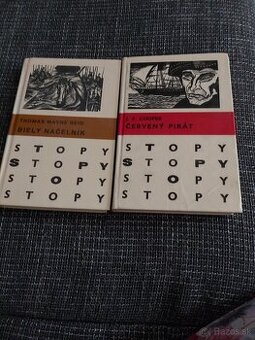 THOMAS MAYNE REID
BIELY NÁČELNÍK
STOPY
STOPY
STOPY
STOPY
J. F. COOPER
ČERVENÝ PIRÁT
STOPY
STOPY
STOPY
STOPY
Bazos.sk